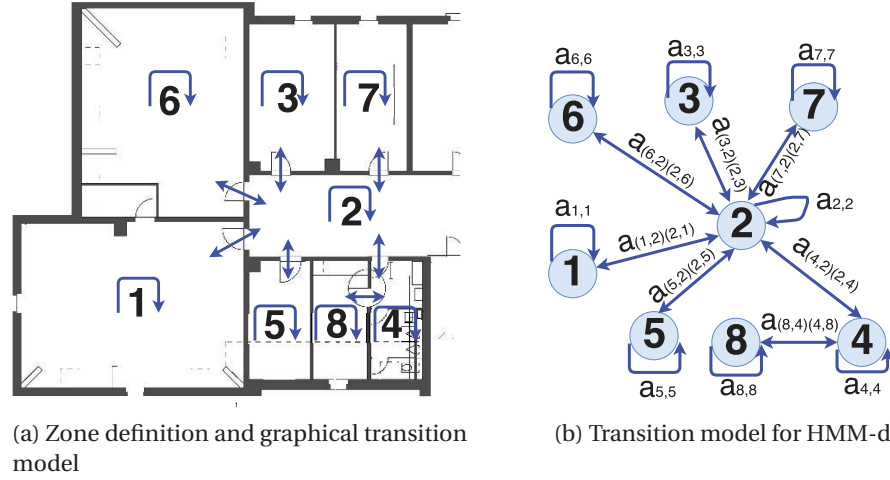 6
3
7
2
1
5
8
4
1
(a) Zone definition and graphical transition
model
a6,6
a3,3
a7,7
6
3
7
a(6,2)(2,6)
a(3,2)(2,3)
a(7,2)(2,7)
2
a2,2
a1,1
1
a(1,2)(2,1)
a(5,2)(2,5)
a(4,2)(2,4)
5
8
4
a(8,4)(4,8)
a5,5
a8,8
a4,4
(b) Transition model for HMM-d